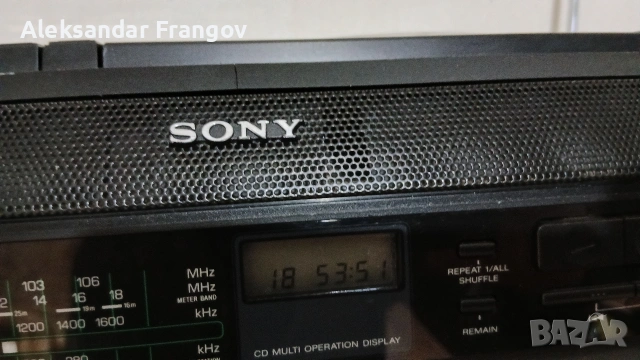 Aleksandar Frangov
SONY
18 53:51
103 106 MHz
MHz
14 16 18 METER BAND
25m 19m 16m
1200 1400 1600 kHz
kHz
REPEAT 1/ALL
SHUFFLE
REMAIN
CD MULTI OPERATION DISPLAY
BAZAR